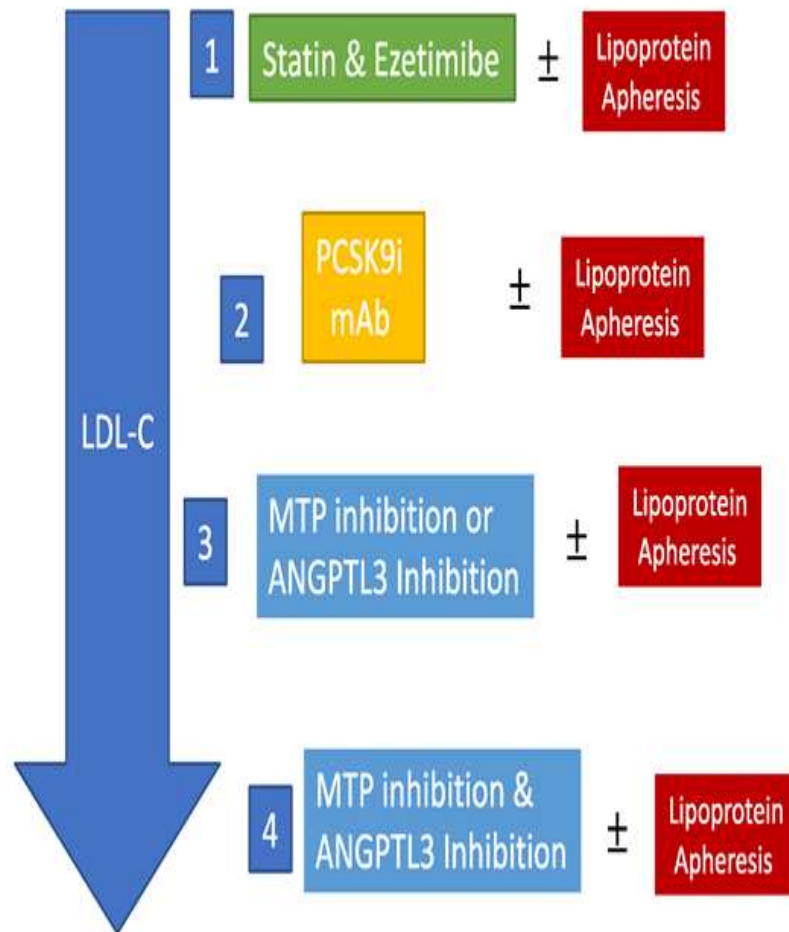 1
Statin & Ezetimibe
±
Lipoprotein
Apheresis
2
PCSK9i
mAb
±
Lipoprotein
Apheresis
LDL-C
3
MTP inhibition or
ANGPTL3 Inhibition
±
Lipoprotein
Apheresis
4
MTP inhibition &
ANGPTL3 Inhibition
±
Lipoprotein
Apheresis